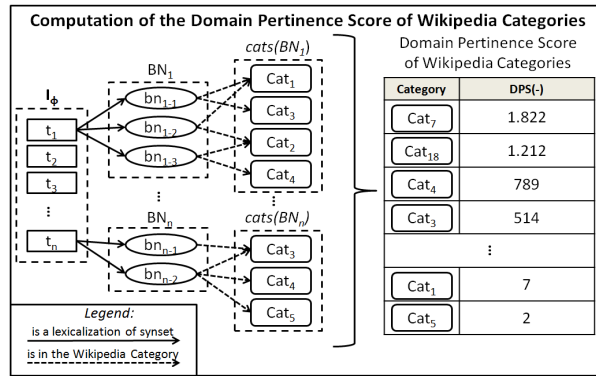 Computation of the Domain Pertinence Score of Wikipedia Categories
I_ϕ
t₁
t₂
t₃
⋮
tₙ
BN₁
bn₁₋₁
bn₁₋₂
bn₁₋₃
⋮
BNₙ
bnₙ₋₁
bnₙ₋₂
cats(BN₁)
Cat₁
Cat₃
Cat₂
Cat₄
⋮
cats(BNₙ)
Cat₃
Cat₄
Cat₅
Legend:
is a lexicalization of synset
is in the Wikipedia Category
Domain Pertinence Score
of Wikipedia Categories
Category DPS(-)
Cat₇ 1.822
Cat₁₈ 1.212
Cat₄ 789
Cat₃ 514
⋮
Cat₁ 7
Cat₅ 2